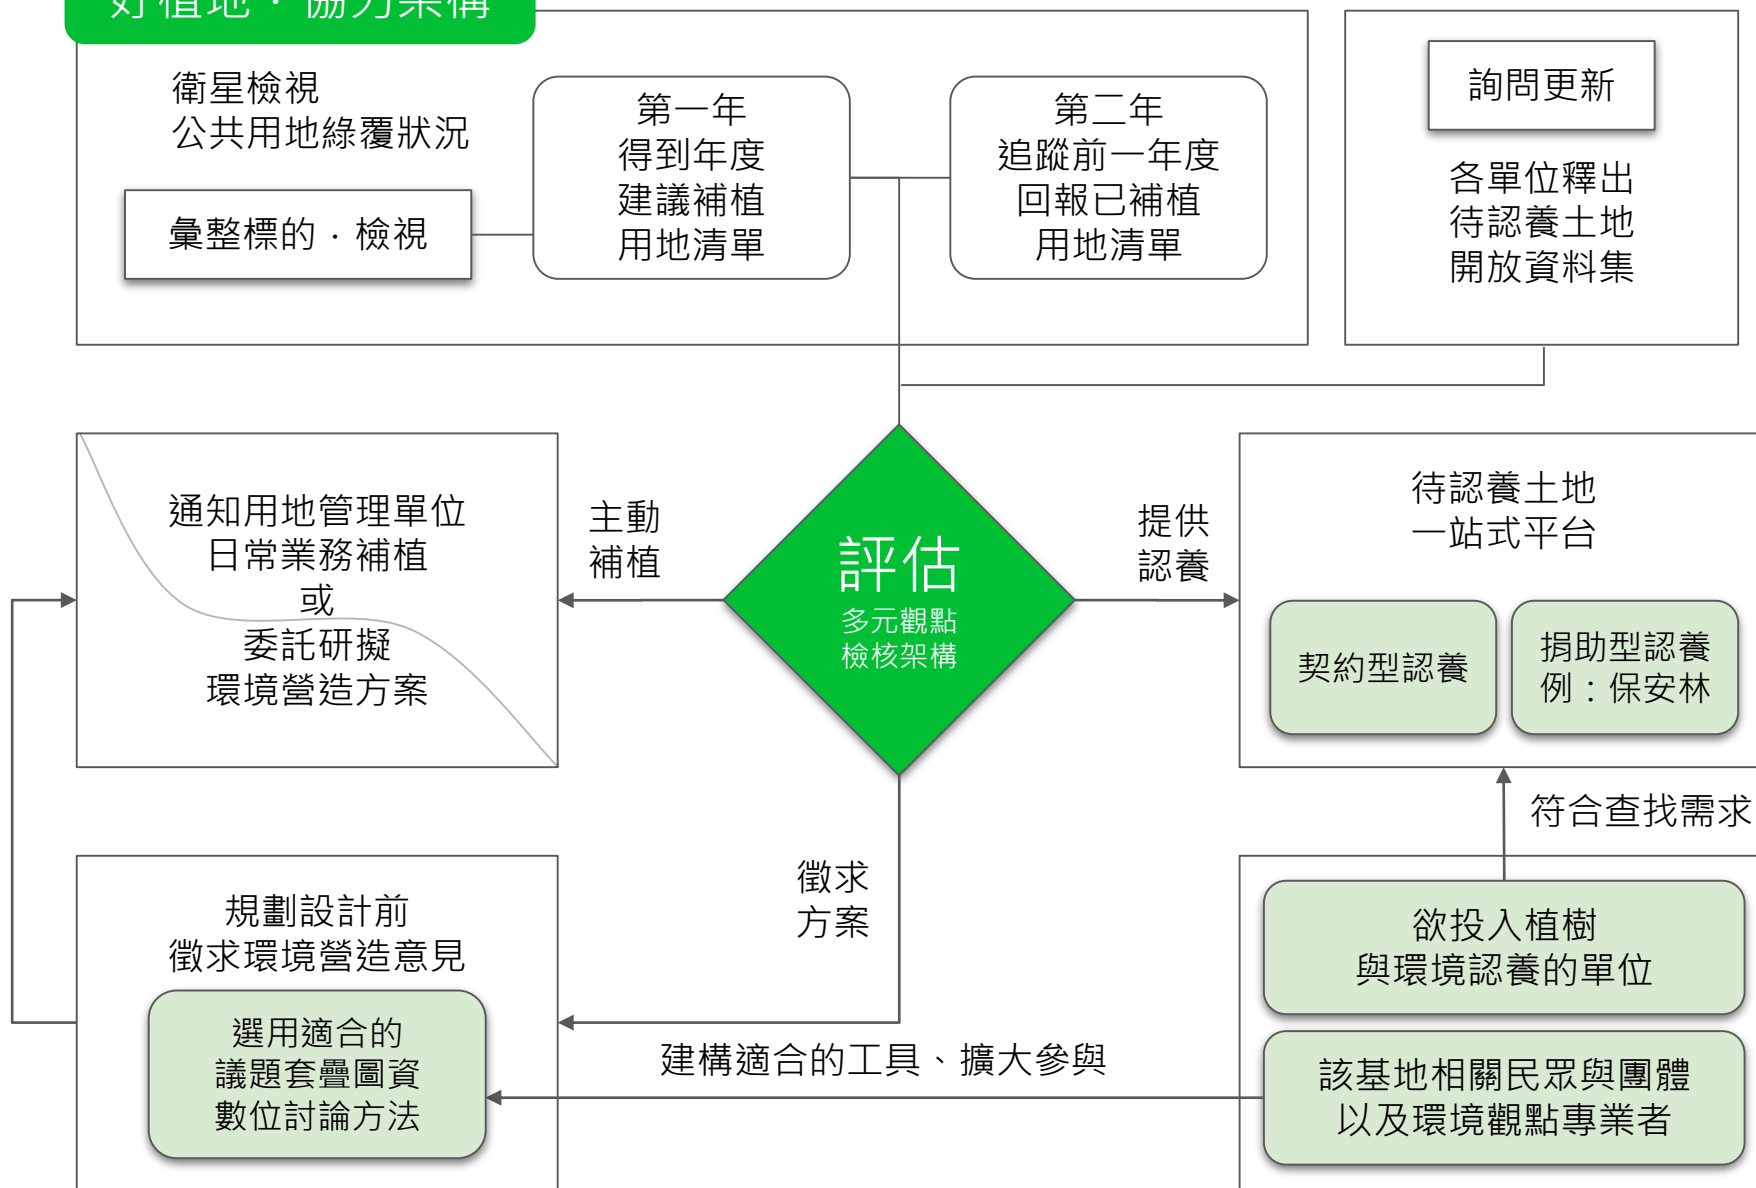 好植地・協力架構
衛星檢視
公共用地綠覆狀況
彙整標的・檢視
第一年
得到年度
建議補植
用地清單
第二年
追蹤前一年度
回報已補植
用地清單
詢問更新
各單位釋出
待認養土地
開放資料集
通知用地管理單位
日常業務補植
或
委託研擬
環境營造方案
主動
補植
評估
多元觀點
檢核架構
提供
認養
待認養土地
一站式平台
契約型認養
捐助型認養
例：保安林
符合查找需求
規劃設計前
徵求環境營造意見
選用適合的
議題套疊圖資
數位討論方法
徵求
方案
建構適合的工具、擴大參與
欲投入植樹
與環境認養的單位
該基地相關民眾與團體
以及環境觀點專業者